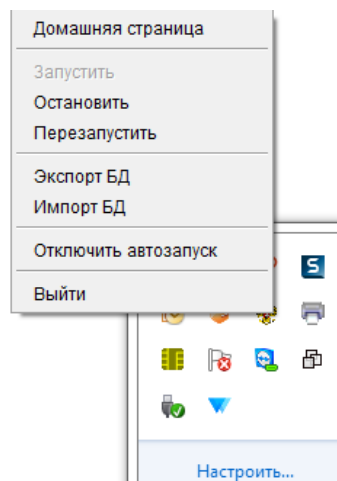 Домашняя страница
Запустить
Остановить
Перезапустить
Экспорт БД
Импорт БД
Отключить автозапуск
Выйти
S
Настроить...